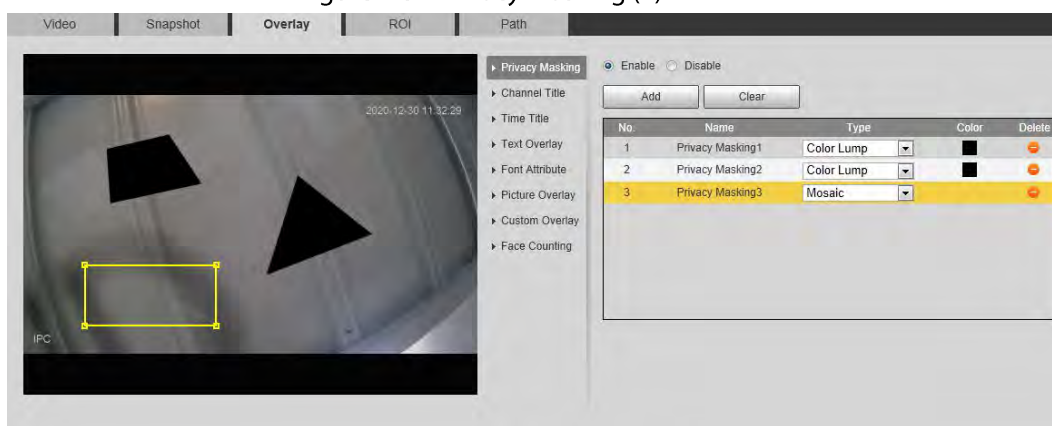 Video Snapshot Overlay ROI Path
2020-12-30 11:32:29
IPC
Privacy Masking
Channel Title
Time Title
Text Overlay
Font Attribute
Picture Overlay
Custom Overlay
Face Counting
Enable Disable
Add Clear
No. Name Type Color Delete
1 Privacy Masking1 Color Lump
2 Privacy Masking2 Color Lump
3 Privacy Masking3 Mosaic